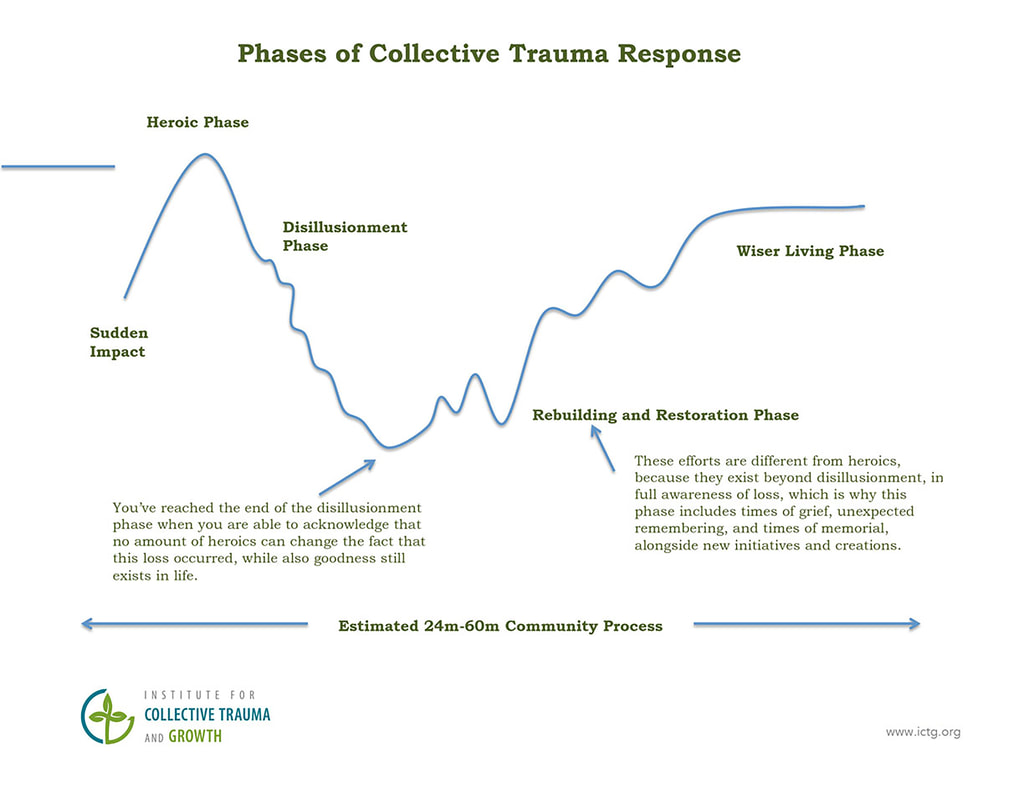 Phases of Collective Trauma Response
Heroic Phase
Disillusionment
Phase
Wiser Living Phase
Sudden
Impact
Rebuilding and Restoration Phase
These efforts are different from heroics,
because they exist beyond disillusionment, in
full awareness of loss, which is why this
phase includes times of grief, unexpected
remembering, and times of memorial,
alongside new initiatives and creations.
You've reached the end of the disillusionment
phase when you are able to acknowledge that
no amount of heroics can change the fact that
this loss occurred, while also goodness still
exists in life.
Estimated 24m-60m Community Process
INSTITUTE FOR
COLLECTIVE TRAUMA
AND GROWTH
www.ictg.org